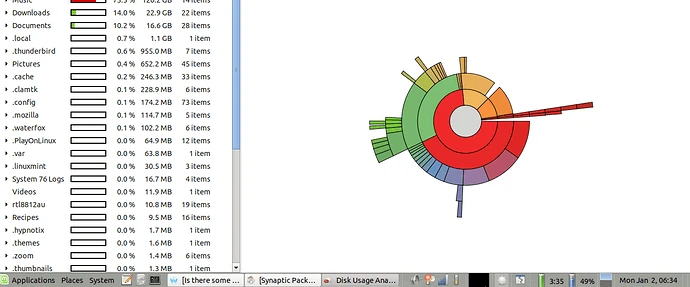 Music 75.5 % 120.2 GB 14 items
Downloads 14.0 % 22.9 GB 22 items
Documents 10.2 % 16.6 GB 28 items
.local 0.7 % 1.1 GB 1 item
.thunderbird 0.6 % 955.0 MB 7 items
Pictures 0.4 % 652.2 MB 45 items
.cache 0.2 % 246.3 MB 33 items
.clamtk 0.1 % 228.9 MB 6 items
.config 0.1 % 174.2 MB 73 items
.mozilla 0.1 % 114.7 MB 5 items
.waterfox 0.1 % 102.2 MB 6 items
.PlayOnLinux 0.0 % 64.9 MB 12 items
.var 0.0 % 63.8 MB 1 item
.linuxmint 0.0 % 30.5 MB 3 items
System 76 Logs 0.0 % 16.7 MB 4 items
Videos 0.0 % 11.9 MB 1 item
rtl8812au 0.0 % 10.8 MB 19 items
Recipes 0.0 % 9.5 MB 16 items
.hypnotix 0.0 % 1.7 MB 1 item
.themes 0.0 % 1.6 MB 1 item
.zoom 0.0 % 1.4 MB 6 items
.thumbnails 0.0 % 1.3 MB 1 item
Applications Places System [Is there some ... [Synaptic Pack... Disk Usage Ana... 3:35 49% Mon Jan 2, 06:34